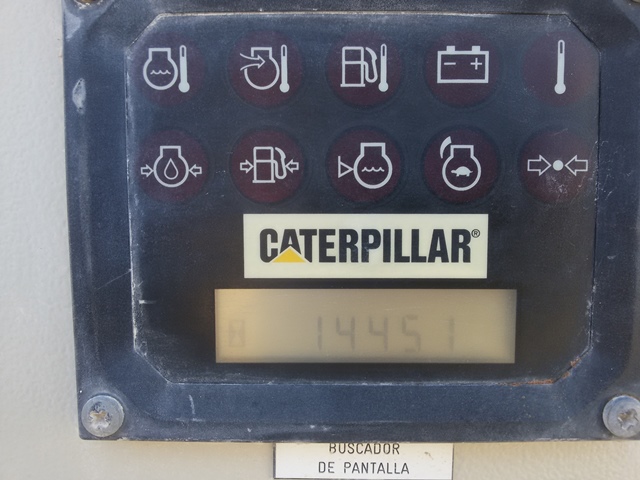 CATERPILLAR®
14451
BUSCADOR
DE PANTALLA